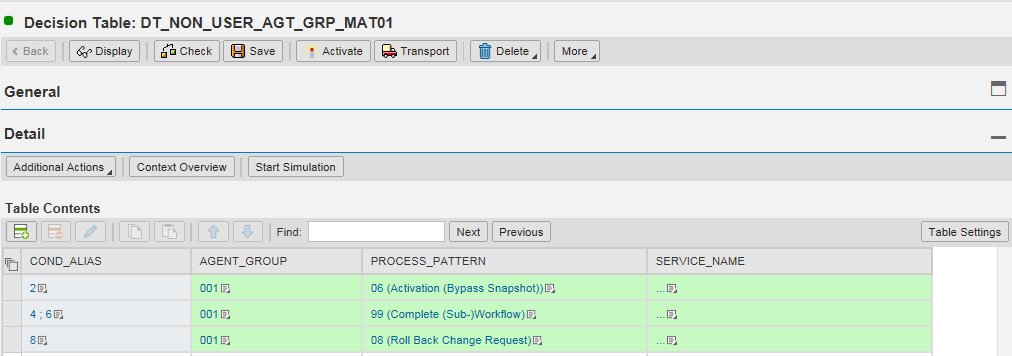 Decision Table: DT_NON_USER_AGT_GRP_MAT01
< Back Display Check Save Activate Transport Delete More
General
Detail
Additional Actions Context Overview Start Simulation
Table Contents
Find: Next Previous Table Settings
COND_ALIAS AGENT_GROUP PROCESS_PATTERN SERVICE_NAME
2 001 06 (Activation (Bypass Snapshot)) ...
4 ; 6 001 99 (Complete (Sub-)Workflow) ...
8 001 08 (Roll Back Change Request) ...